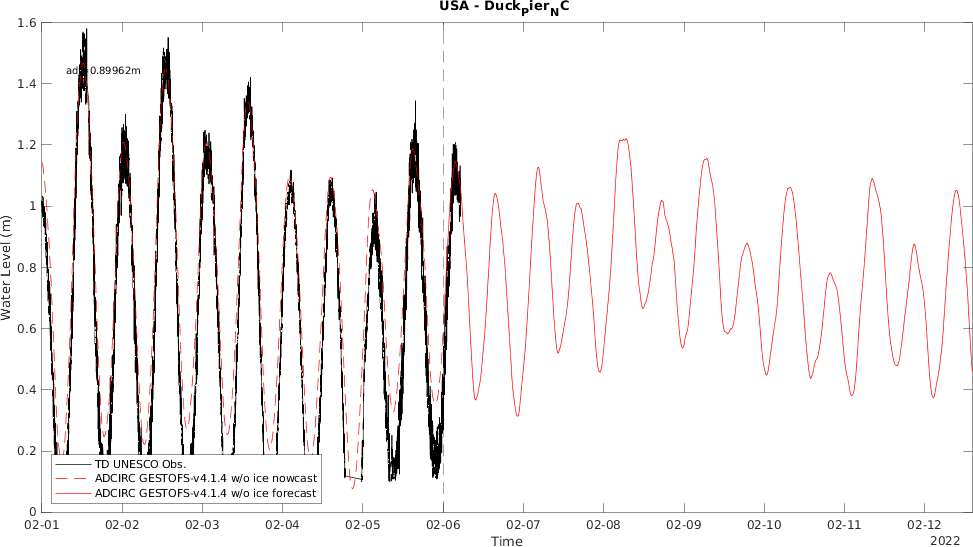 USA - Duck_Pier_NC
1.6
1.4
1.2
1
0.8
0.6
0.4
0.2
0
Water Level (m)
0.89962m
TD UNESCO Obs.
ADCIRC GESTOFS-v4.1.4 w/o ice nowcast
ADCIRC GESTOFS-v4.1.4 w/o ice forecast
02-01 02-02 02-03 02-04 02-05 02-06 02-07 02-08 02-09 02-10 02-11 02-12
Time
2022